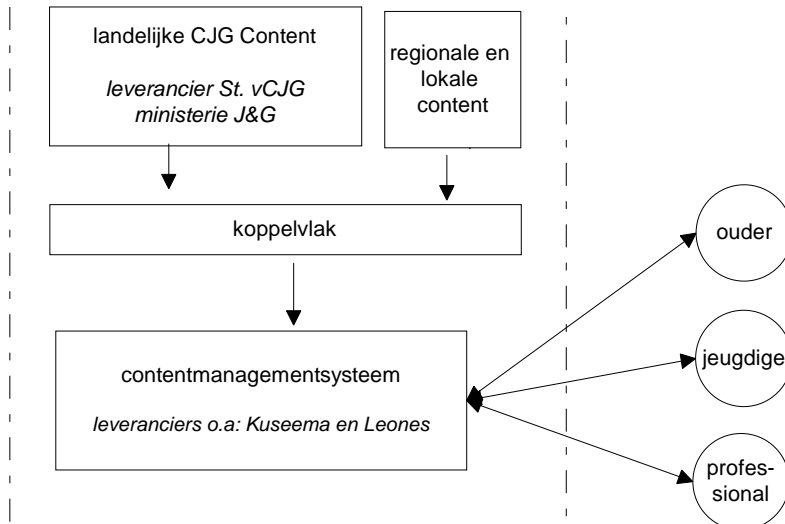 landelijke CJG Content
leverancier St. vCJG
ministerie J&G
regionale en
lokale
content
koppelvlak
contentmanagementsysteem
leveranciers o.a: Kuseema en Leones
ouder
jeugdige
profes-
sional